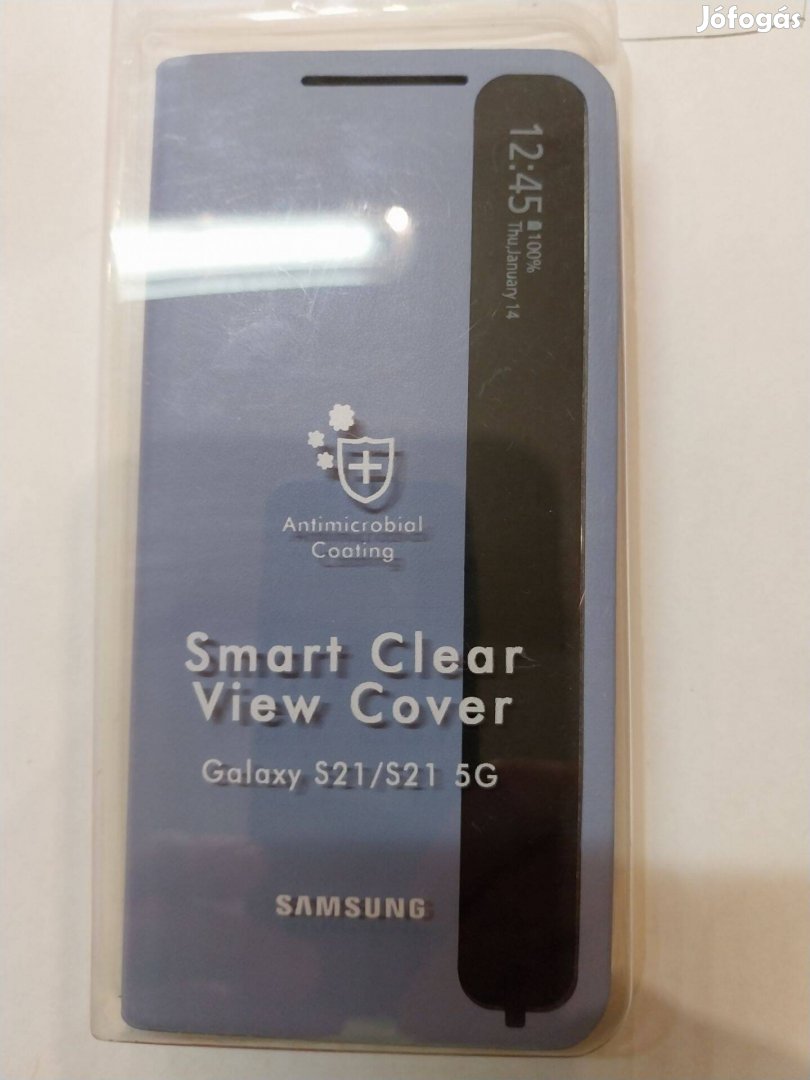 Jófogás
12:45
100%
Thu,January 14
Antimicrobial
Coating
Smart Clear
View Cover
Galaxy S21/S21 5G
SAMSUNG